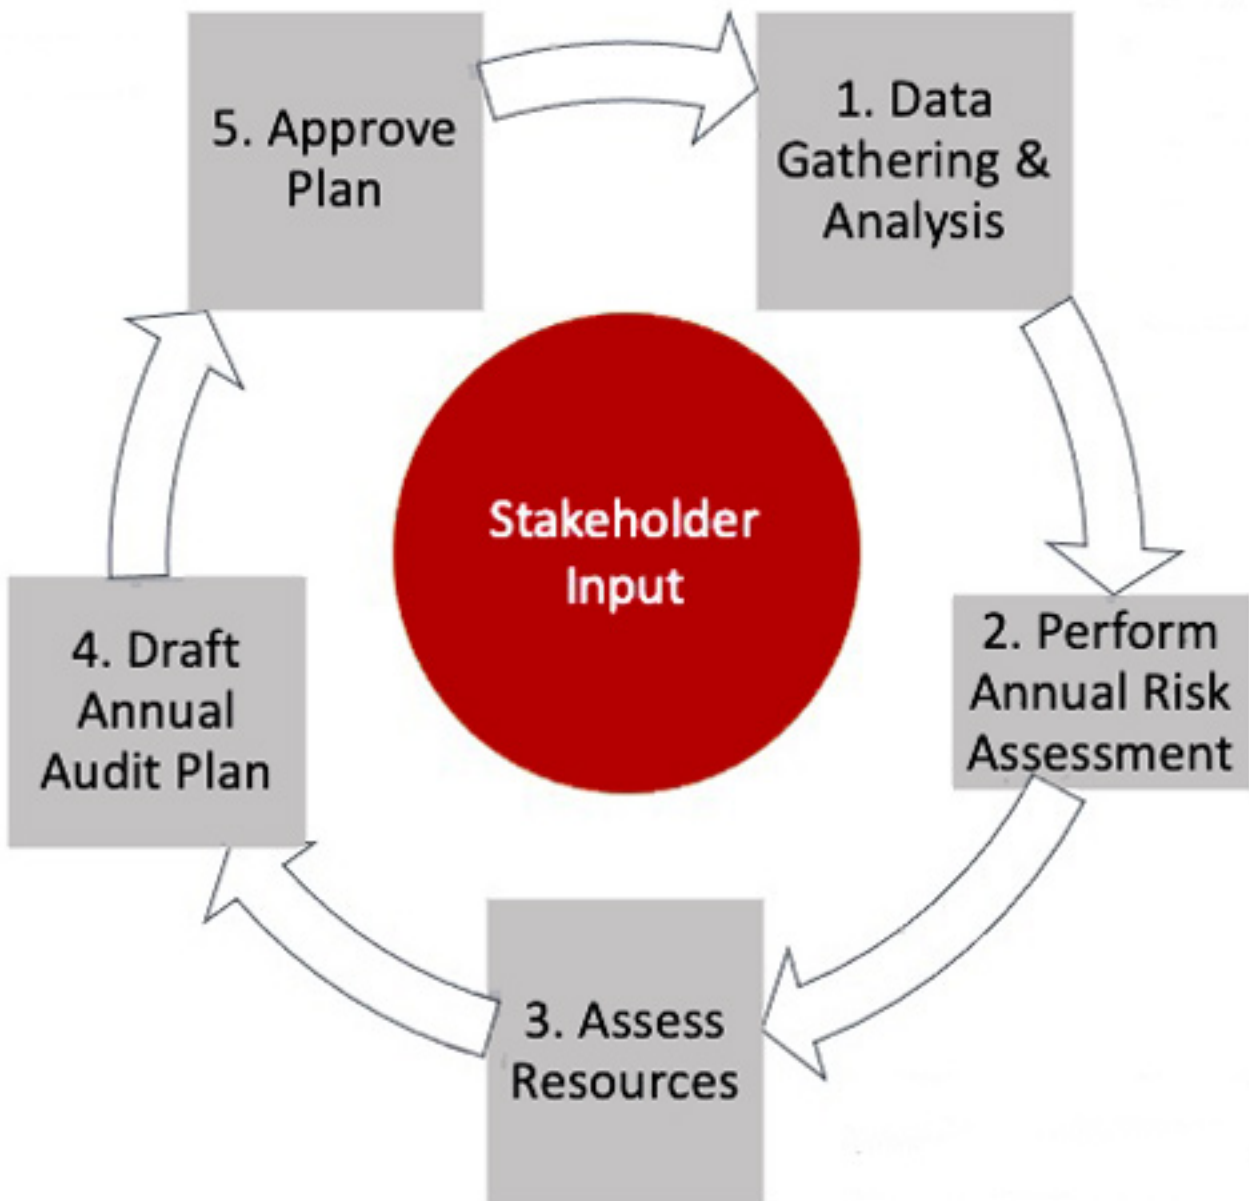 5. Approve
Plan
1. Data
Gathering &
Analysis
Stakeholder
Input
2. Perform
Annual Risk
Assessment
4. Draft
Annual
Audit Plan
3. Assess
Resources